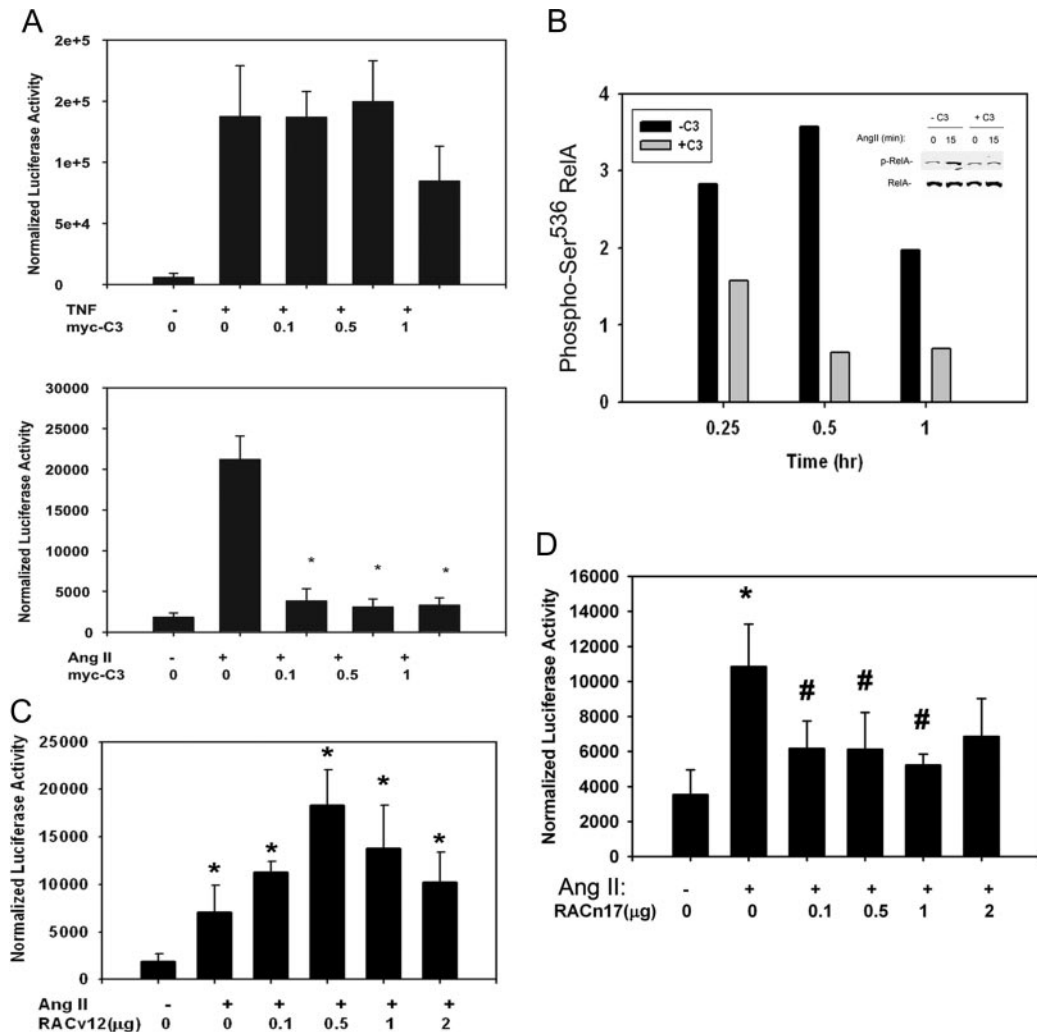 A
Normalized Luciferase Activity
2e+5
2e+5
1e+5
5e+4
0
TNF - + + + +
myc-C3 0 0 0.1 0.5 1
Normalized Luciferase Activity
30000
25000
20000
15000
10000
5000
0
* * *
Ang II - + + + +
myc-C3 0 0 0.1 0.5 1
B
Phospho-Ser536 RelA
4
3
2
1
0
-C3
+C3
- C3 + C3
AngII (min): 0 15 0 15
p-RelA-
RelA-
0.25 0.5 1
Time (hr)
C
Normalized Luciferase Activity
25000
20000
15000
10000
5000
0
* * * * *
Ang II - + + + + +
RACv12(μg) 0 0 0.1 0.5 1 2
D
Normalized Luciferase Activity
16000
14000
12000
10000
8000
6000
4000
2000
0
* # # #
Ang II: - + + + + +
RACn17(μg) 0 0 0.1 0.5 1 2